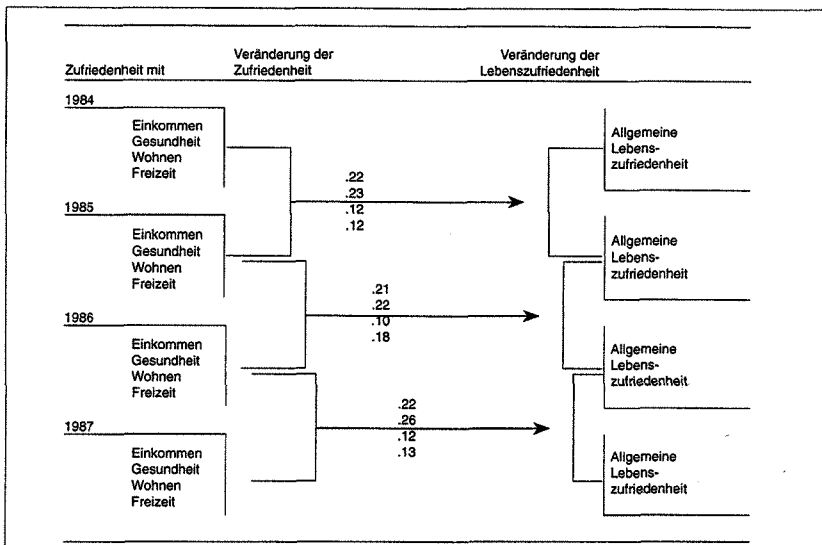 Zufriedenheit mit
Veränderung der
Zufriedenheit
Veränderung der
Lebenszufriedenheit
1984
Einkommen
Gesundheit
Wohnen
Freizeit
.22
.23
.12
.12
Allgemeine
Lebens-
zufriedenheit
1985
Einkommen
Gesundheit
Wohnen
Freizeit
.21
.22
.10
.18
Allgemeine
Lebens-
zufriedenheit
1986
Einkommen
Gesundheit
Wohnen
Freizeit
.22
.26
.12
.13
Allgemeine
Lebens-
zufriedenheit
1987
Einkommen
Gesundheit
Wohnen
Freizeit
Allgemeine
Lebens-
zufriedenheit